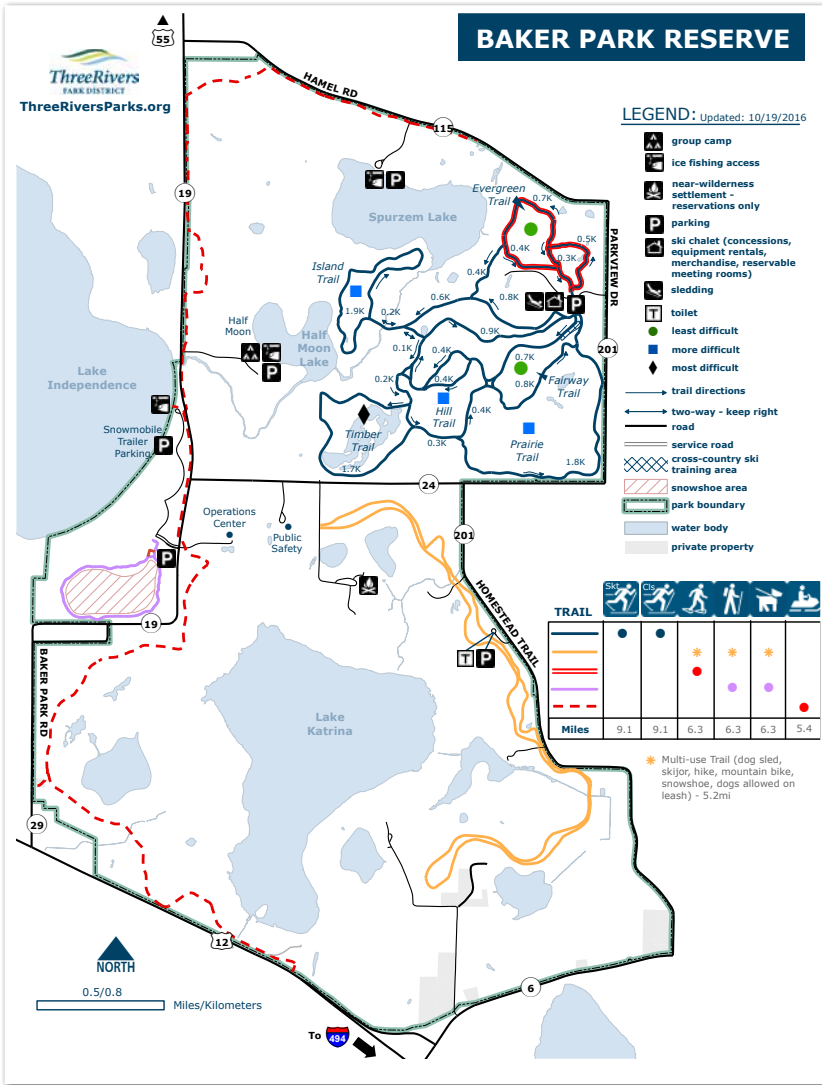 55
BAKER PARK RESERVE
ThreeRivers
PARK DISTRICT
ThreeRiversParks.org
HAMEL RD
115
LEGEND: Updated: 10/19/2016
group camp
ice fishing access
near-wilderness
settlement -
reservations only
P parking
ski chalet (concessions,
equipment rentals,
merchandise, reservable
meeting rooms)
sledding
T toilet
least difficult
more difficult
most difficult
trail directions
two-way - keep right
road
service road
cross-country ski
training area
snowshoe area
park boundary
water body
private property
19
P
Spurzem Lake
Evergreen
Trail
0.7K
0.4K
0.5K
0.3K
PARKVIEW DR
201
Island
Trail
1.9K
0.2K
0.4K
0.6K
0.8K
P
0.9K
Half
Moon
P
Half
Moon
Lake
0.1K
0.4K
0.4K
0.2K
0.7K
0.8K
Fairway
Trail
Hill
Trail
0.4K
0.3K
Timber
Trail
1.7K
Prairie
Trail
1.8K
Lake
Independence
Snowmobile
Trailer
Parking
P
24
Operations
Center
Public
Safety
201
P
19
HOMESTEAD TRAIL
T P
BAKER PARK RD
Lake
Katrina
29
TRAIL Skt Cls
Miles 9.1 9.1 6.3 6.3 6.3 5.4
Multi-use Trail (dog sled,
skijor, hike, mountain bike,
snowshoe, dogs allowed on
leash) - 5.2mi
12
6
NORTH
0.5/0.8
Miles/Kilometers
To 494